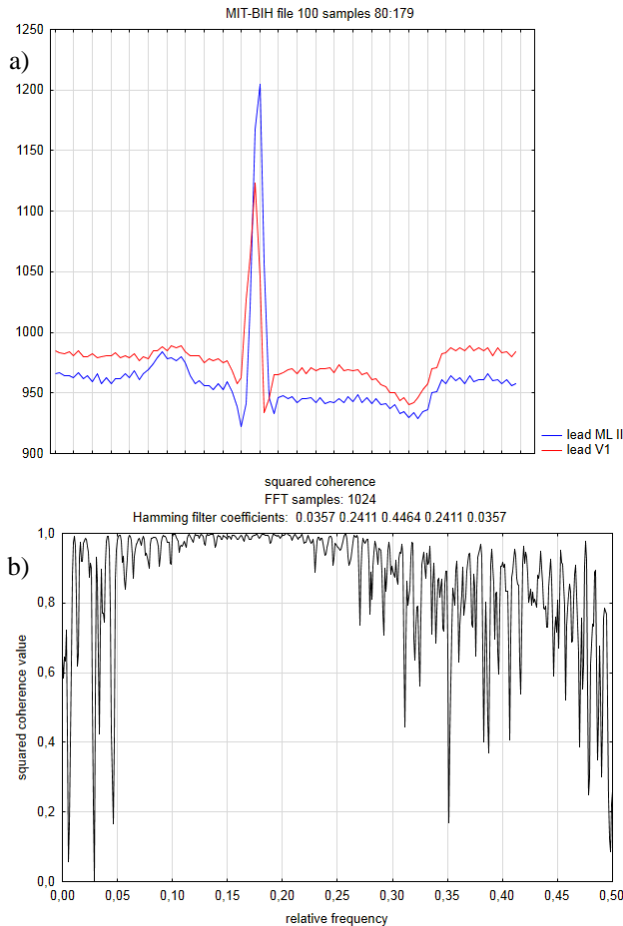 MIT-BIH file 100 samples 80:179
a)
1250
1200
1150
1100
1050
1000
950
900
lead ML II
lead V1
squared coherence
FFT samples: 1024
Hamming filter coefficients: 0.0357 0.2411 0.4464 0.2411 0.0357
b)
squared coherence value
1,0
0,8
0,6
0,4
0,2
0,0
0,00 0,05 0,10 0,15 0,20 0,25 0,30 0,35 0,40 0,45 0,50
relative frequency